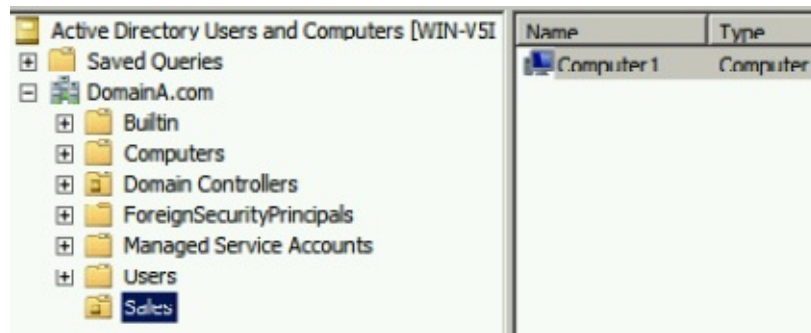 Active Directory Users and Computers [WIN-V5I
Saved Queries
DomainA.com
Builtin
Computers
Domain Controllers
ForeignSecurityPrincipals
Managed Service Accounts
Users
Sales
Name Type
Computer1 Computer